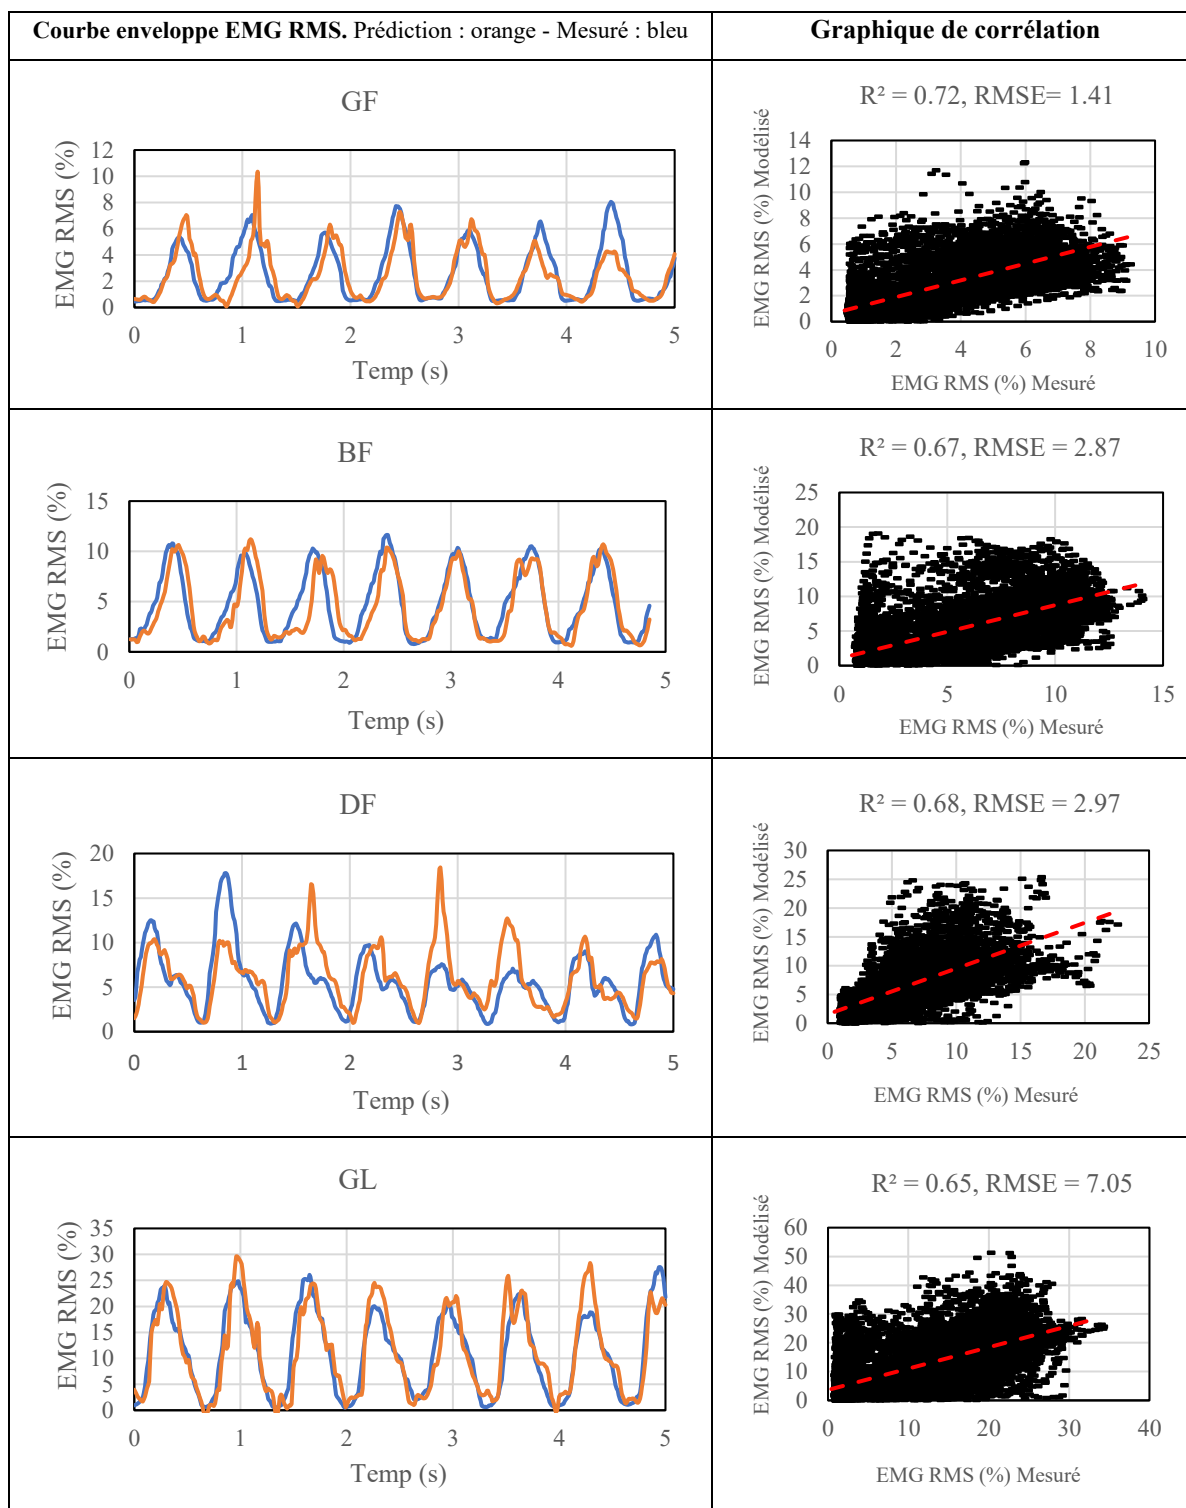 Courbe enveloppe EMG RMS. Prédiction : orange - Mesuré : bleu
Graphique de corrélation
GF
EMG RMS (%)
12
10
8
6
4
2
0
0 1 2 3 4 5
Temp (s)
R² = 0.72, RMSE= 1.41
EMG RMS (%) Modélisé
14
12
10
8
6
4
2
0
0 2 4 6 8 10
EMG RMS (%) Mesuré
BF
EMG RMS (%)
15
10
5
0
0 1 2 3 4 5
Temp (s)
R² = 0.67, RMSE = 2.87
EMG RMS (%) Modélisé
25
20
15
10
5
0
0 5 10 15
EMG RMS (%) Mesuré
DF
EMG RMS (%)
20
15
10
5
0
0 1 2 3 4 5
Temp (s)
R² = 0.68, RMSE = 2.97
EMG RMS (%) Modélisé
30
25
20
15
10
5
0
0 5 10 15 20 25
EMG RMS (%) Mesuré
GL
EMG RMS (%)
35
30
25
20
15
10
5
0
0 1 2 3 4 5
Temp (s)
R² = 0.65, RMSE = 7.05
EMG RMS (%) Modélisé
60
50
40
30
20
10
0
0 10 20 30 40
EMG RMS (%) Mesuré